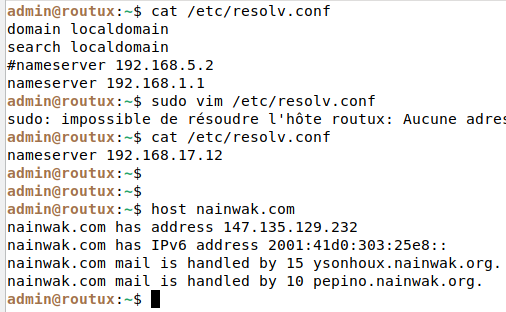 admin@routux:~$ cat /etc/resolv.conf
domain localdomain
search localdomain
#nameserver 192.168.5.2
nameserver 192.168.1.1
admin@routux:~$ sudo vim /etc/resolv.conf
sudo: impossible de résoudre l'hôte routux: Aucune adres
admin@routux:~$ cat /etc/resolv.conf
nameserver 192.168.17.12
admin@routux:~$
admin@routux:~$
admin@routux:~$ host nainwak.com
nainwak.com has address 147.135.129.232
nainwak.com has IPv6 address 2001:41d0:303:25e8::
nainwak.com mail is handled by 15 ysonhoux.nainwak.org.
nainwak.com mail is handled by 10 pepino.nainwak.org.
admin@routux:~$